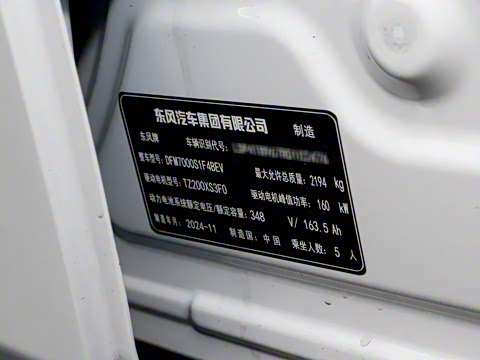 东风汽车集团有限公司 制造
东风牌 车辆识别代号:
整车型号: DFM7000S1F4BEV 最大允许总质量: 2194 kg
驱动电机型号: TZ200XS3F0 驱动电机峰值功率: 160 kW
动力电池系统额定电压/额定容量: 348 V/ 163.5 Ah
制造年月: 2024-11 制造国: 中国 乘坐人数: 5 人